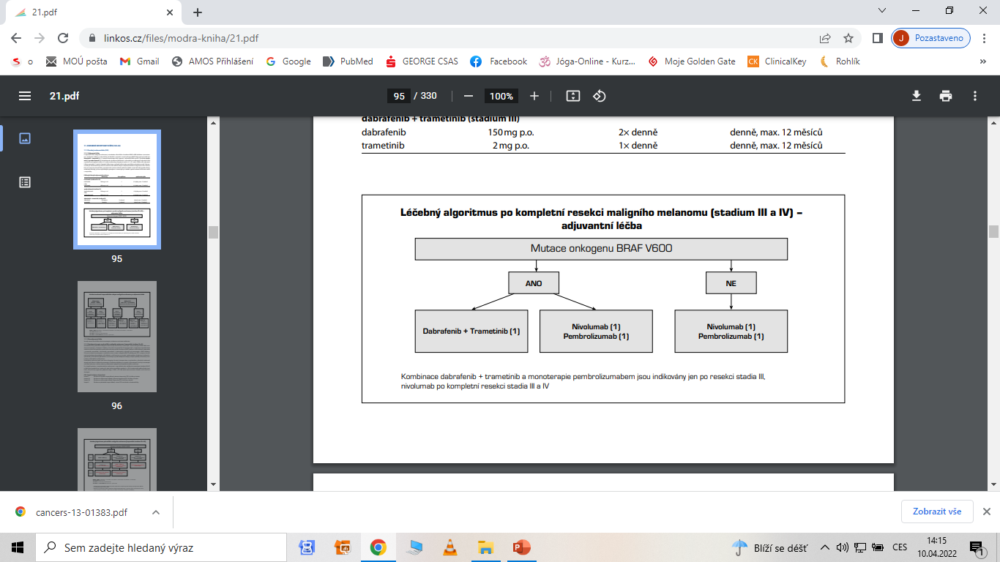 21.pdf
linkos.cz/files/modra-kniha/21.pdf
J Pozastaveno
o MOÚ pošta Gmail AMOS Přihlášení Google PubMed GEORGE CSAS Facebook Jóga-Online - Kurz... Moje Golden Gate CK ClinicalKey Rohlík »
21.pdf 95 / 330 100%
dabrafenib + trametinib (stadium III)
dabrafenib 150 mg p.o. 2× denně denně, max. 12 měsíců
trametinib 2 mg p.o. 1× denně denně, max. 12 měsíců
Léčebný algoritmus po kompletní resekci maligního melanomu (stadium III a IV) –
adjuvantní léčba
Mutace onkogenu BRAF V600
ANO NE
Dabrafenib + Trametinib (1)
Nivolumab (1)
Pembrolizumab (1)
Nivolumab (1)
Pembrolizumab (1)
Kombinace dabrafenib + trametinib a monoterapie pembrolizumabem jsou indikovány jen po resekci stadia III,
nivolumab po kompletní resekci stadia III a IV
95
96
cancers-13-01383.pdf
Zobrazit vše
Sem zadejte hledaný výraz
Blíží se déšť
CES
14:15
10.04.2022
1